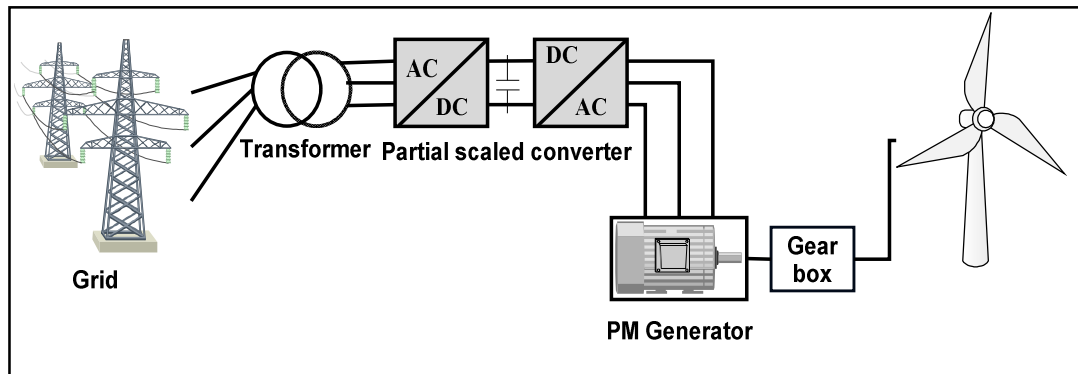 AC
DC
DC
AC
Transformer
Partial scaled converter
Grid
Gear
box
PM Generator